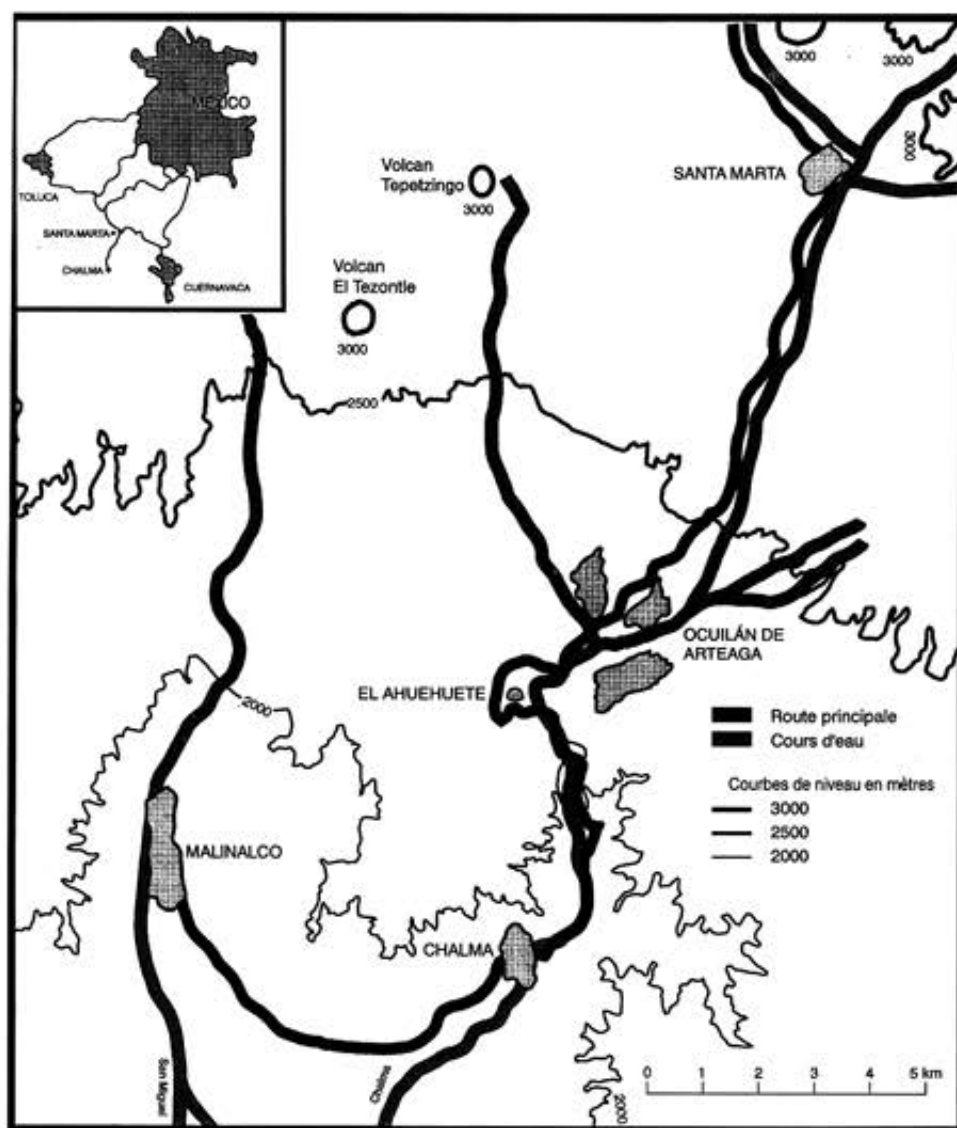 MEXICO
TOLUCA
SANTA MARTA
CHALMA
CUERNAVACA
3000
3000
3000
SANTA MARTA
Volcan
Tepetzingo
3000
Volcan
El Tezontle
3000
2500
OCUILÁN DE
ARTEAGA
EL AHUEHUETE
2000
Route principale
Cours d'eau
Courbes de niveau en mètres
3000
2500
2000
MALINALCO
CHALMA
San Miguel
Chalma
2000
0 1 2 3 4 5 km